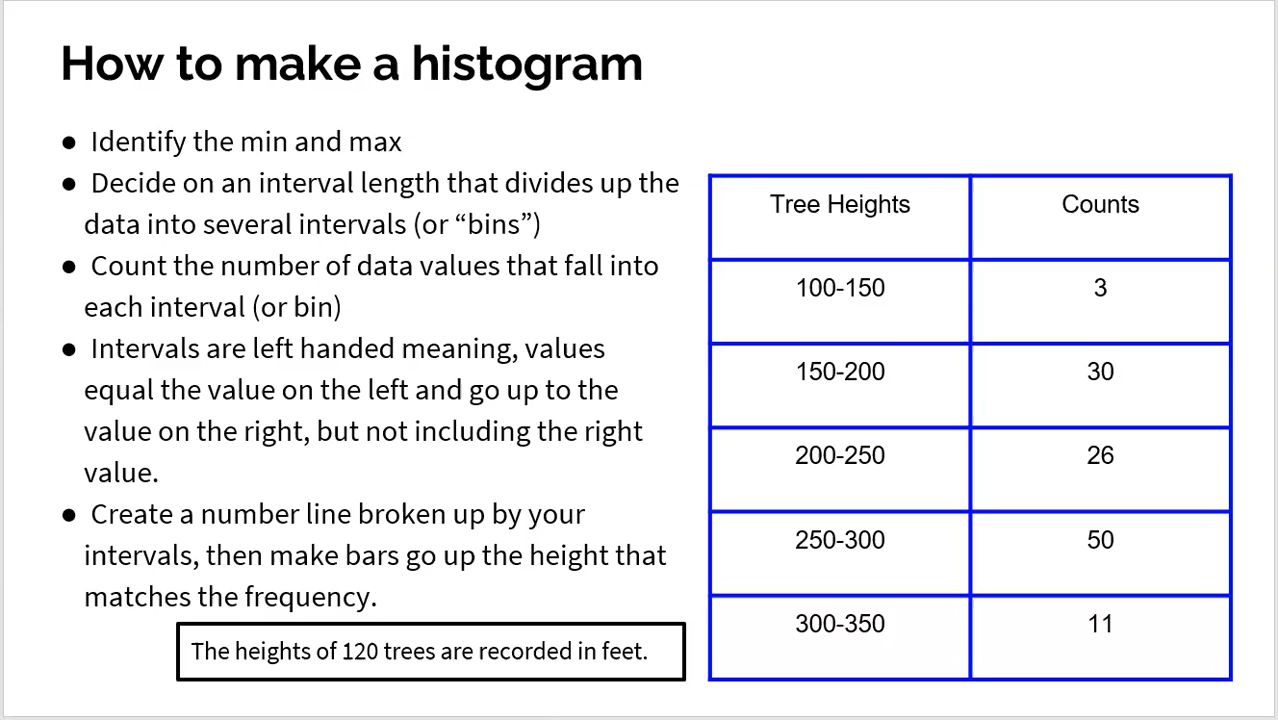 How to make a histogram
● Identify the min and max
● Decide on an interval length that divides up the
data into several intervals (or “bins”)
● Count the number of data values that fall into
each interval (or bin)
● Intervals are left handed meaning, values
equal the value on the left and go up to the
value on the right, but not including the right
value.
● Create a number line broken up by your
intervals, then make bars go up the height that
matches the frequency.
The heights of 120 trees are recorded in feet.
Tree Heights Counts
100-150 3
150-200 30
200-250 26
250-300 50
300-350 11